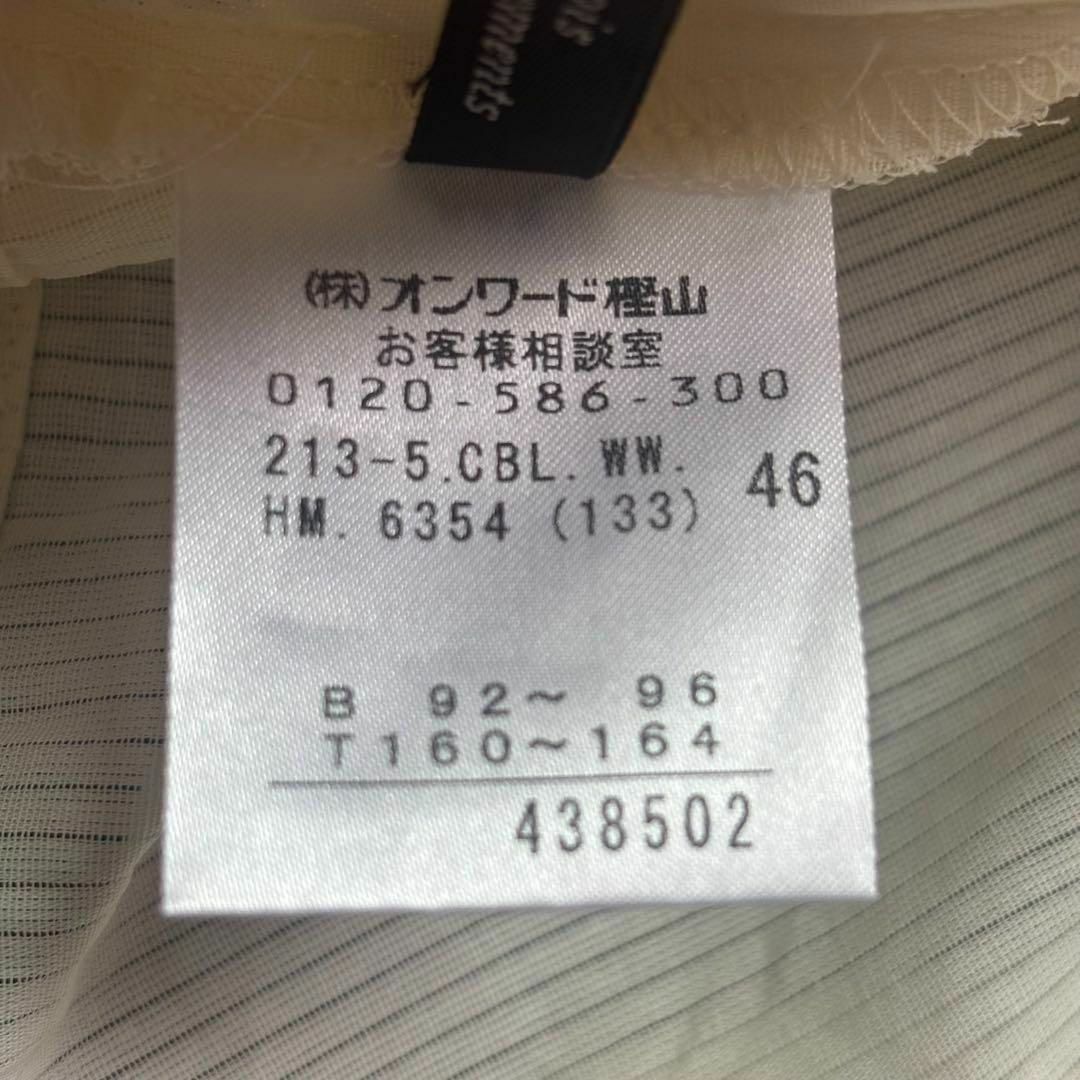 (株)オンワード樫山
お客様相談室
0120-586-300
213-5.CBL.WW. 46
HM. 6354 (133)
B 92～ 96
T160～164
438502